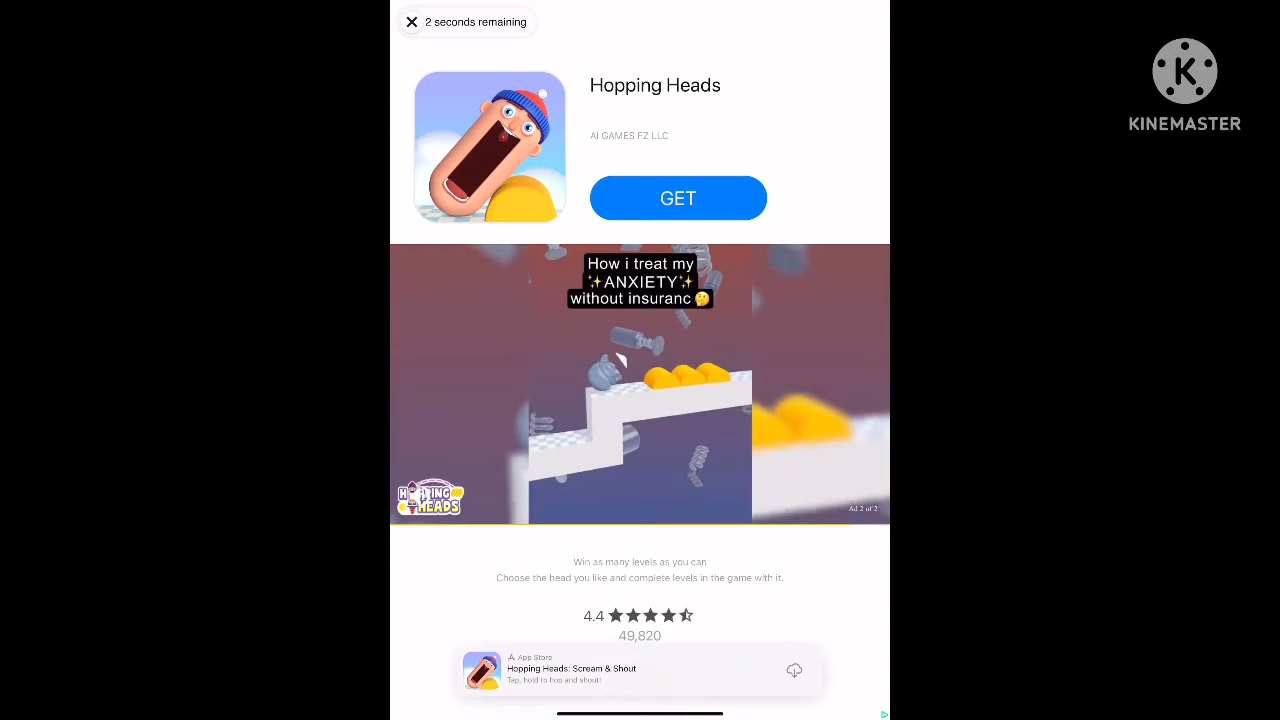 2 seconds remaining
Hopping Heads
AI GAMES FZ LLC
GET
KINEMASTER
How i treat my
✨ANXIETY✨
without insuranc 🤔
HOPPING
HEADS
Ad 2 of 2
Win as many levels as you can
Choose the head you like and complete levels in the game with it.
4.4
49,820
App Store
Hopping Heads: Scream & Shout
Tap, hold to hop and shout!